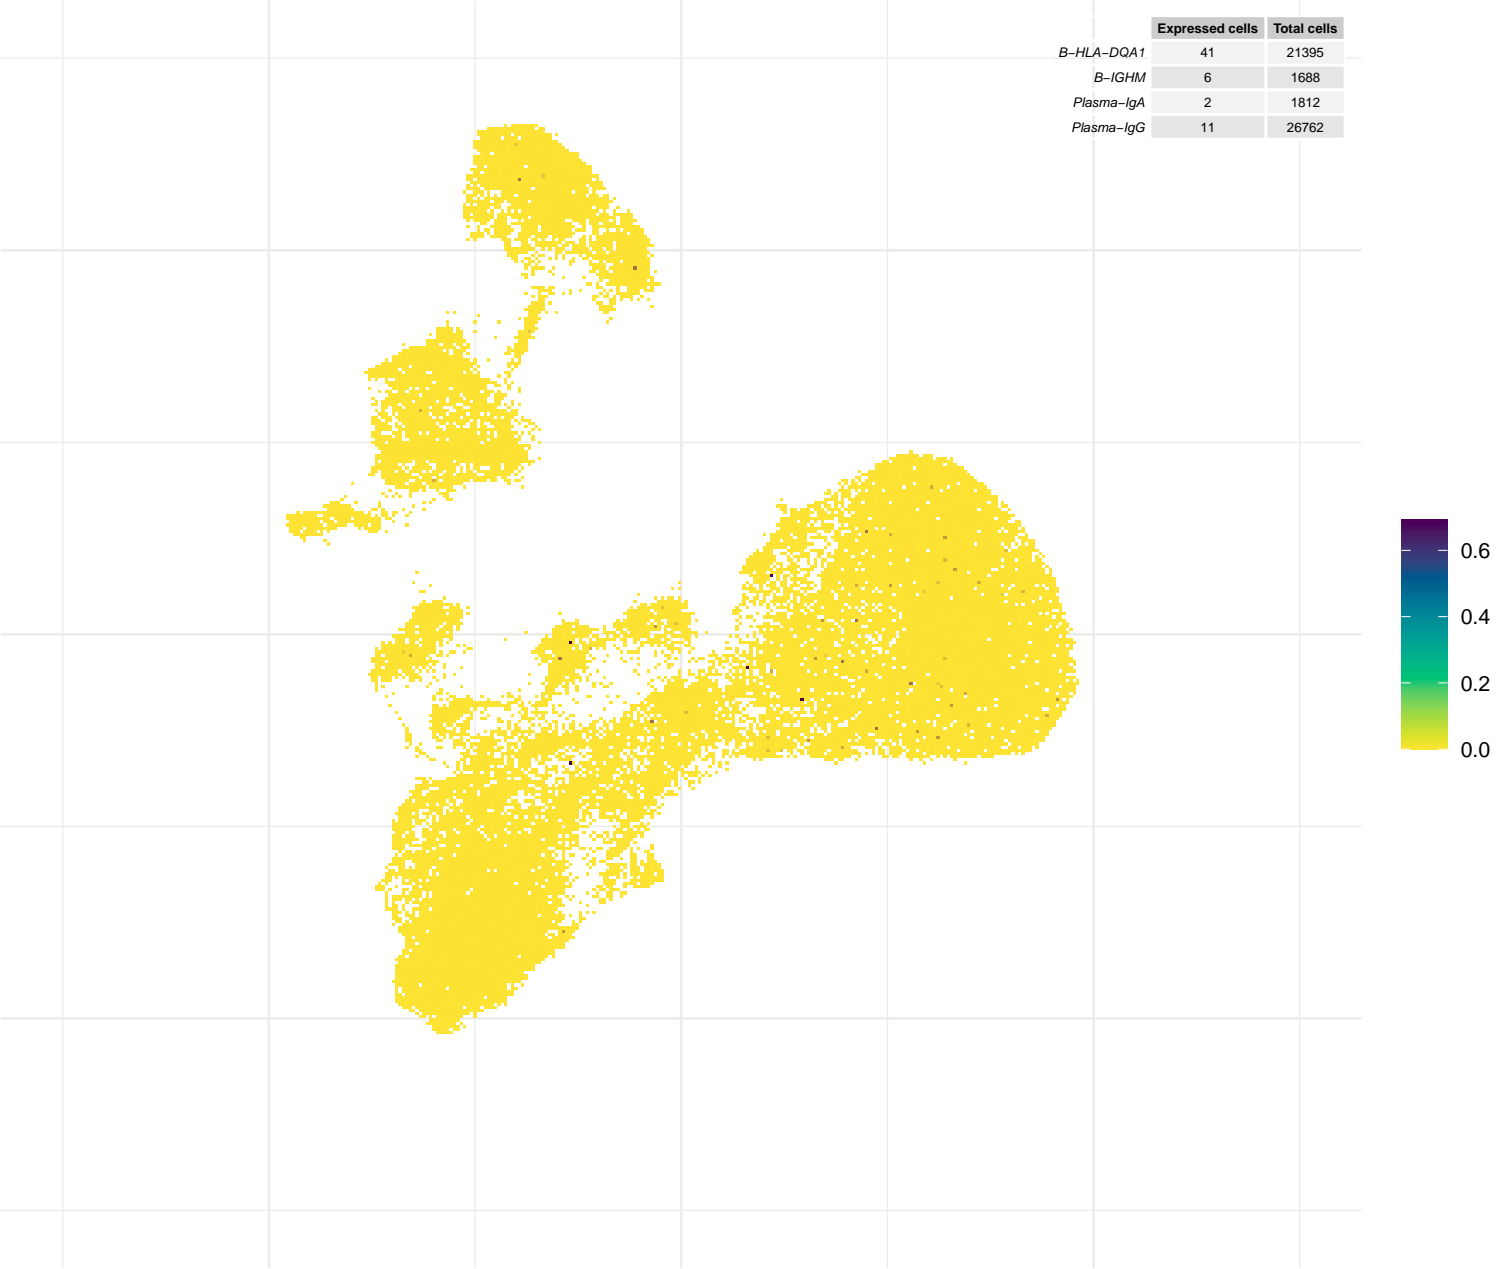 Expressed cells Total cells
B−HLA−DQA1 41 21395
B−IGHM 6 1688
Plasma−IgA 2 1812
Plasma−IgG 11 26762
0.6
0.4
0.2
0.0